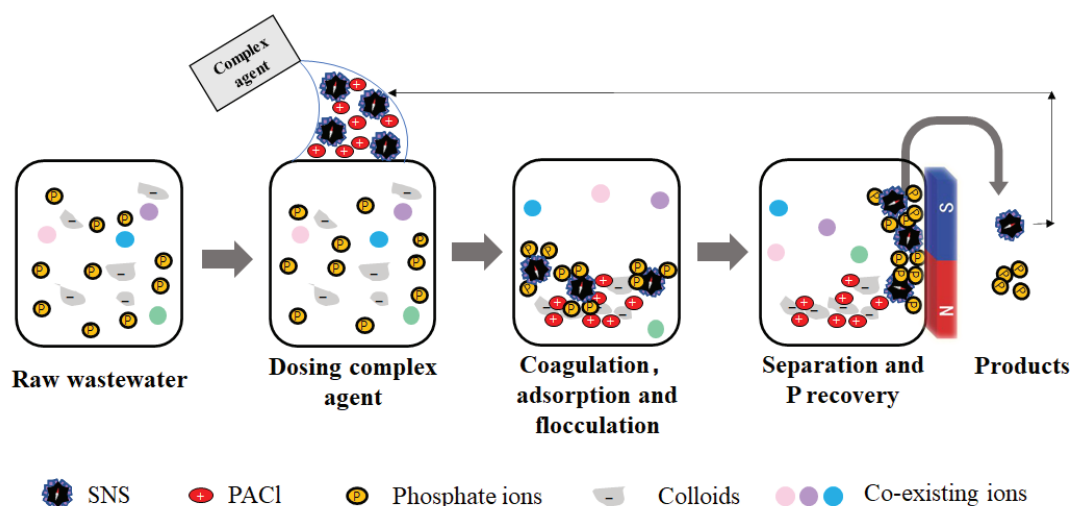 Complex
agent
S
N
Raw wastewater
Dosing complex
agent
Coagulation,
adsorption and
flocculation
Separation and
P recovery
Products
SNS
PACl
Phosphate ions
Colloids
Co-existing ions